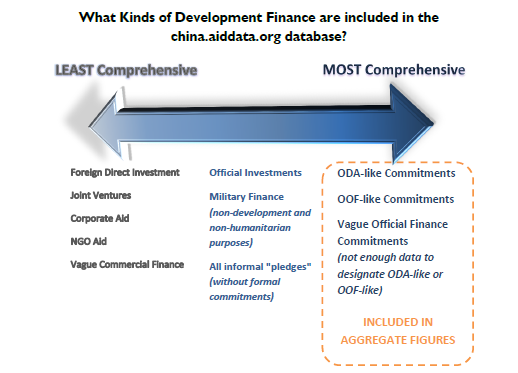 What Kinds of Development Finance are included in the
china.aiddata.org database?
LEAST Comprehensive
MOST Comprehensive
Foreign Direct Investment
Joint Ventures
Corporate Aid
NGO Aid
Vague Commercial Finance
Official Investments
Military Finance
(non-development and
non-humanitarian
purposes)
All informal "pledges"
(without formal
commitments)
ODA-like Commitments
OOF-like Commitments
Vague Official Finance
Commitments
(not enough data to
designate ODA-like or
OOF-like)
INCLUDED IN
AGGREGATE FIGURES